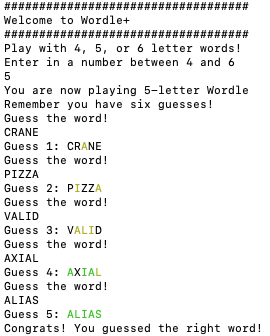 ###################################
Welcome to Wordle+
###################################
Play with 4, 5, or 6 letter words!
Enter in a number between 4 and 6
5
You are now playing 5-letter Wordle
Remember you have six guesses!
Guess the word!
CRANE
Guess 1: CRANE
Guess the word!
PIZZA
Guess 2: PIZZA
Guess the word!
VALID
Guess 3: VALID
Guess the word!
AXIAL
Guess 4: AXIAL
Guess the word!
ALIAS
Guess 5: ALIAS
Congrats! You guessed the right word!